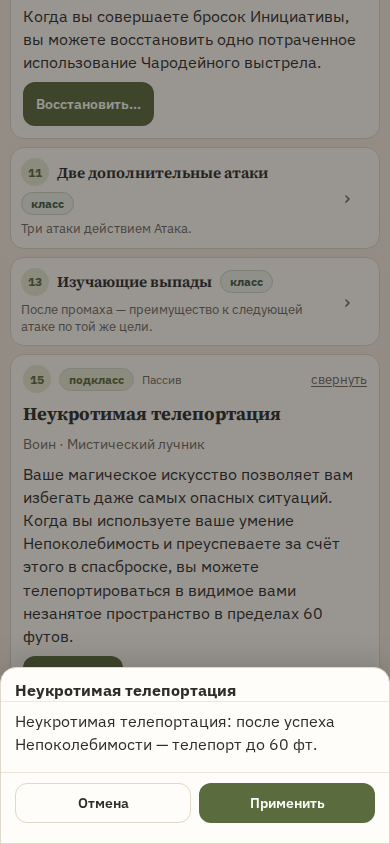 Когда вы совершаете бросок Инициативы,
вы можете восстановить одно потраченное
использование Чародейного выстрела.
Восстановить...
11 Две дополнительные атаки
класс
Три атаки действием Атака.
13 Изучающие выпады класс
После промаха — преимущество к следующей
атаке по той же цели.
15 подкласс Пассив свернуть
Неукротимая телепортация
Воин · Мистический лучник
Ваше магическое искусство позволяет вам
избегать даже самых опасных ситуаций.
Когда вы используете ваше умение
Непоколебимость и преуспеваете за счёт
этого в спасброске, вы можете
телепортироваться в видимое вами
незанятое пространство в пределах 60
футов.
Неукротимая телепортация
Неукротимая телепортация: после успеха
Непоколебимости — телепорт до 60 фт.
Отмена Применить